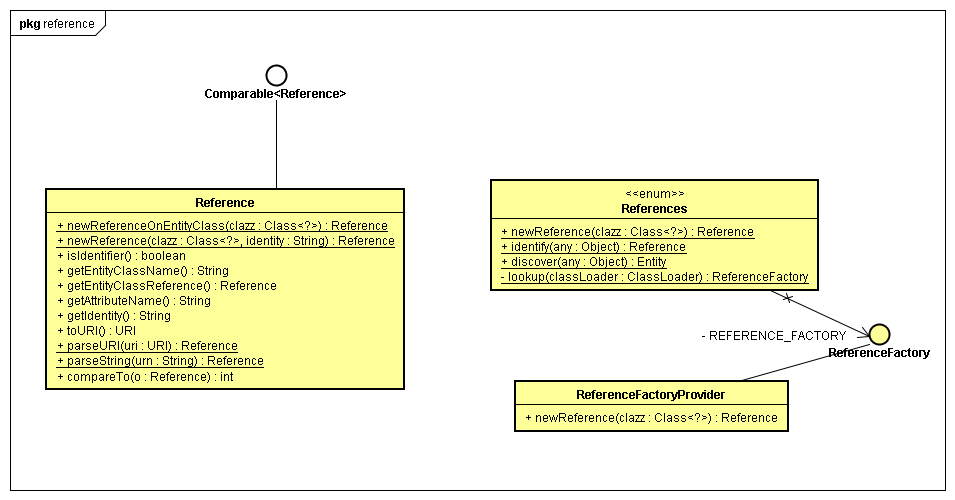 pkg reference
Comparable<Reference>
Reference
+ newReferenceOnEntityClass(clazz : Class<?>) : Reference
+ newReference(clazz : Class<?>, identity : String) : Reference
+ isIdentifier() : boolean
+ getEntityClassName() : String
+ getEntityClassReference() : Reference
+ getAttributeName() : String
+ getIdentity() : String
+ toURI() : URI
+ parseURI(uri : URI) : Reference
+ parseString(urn : String) : Reference
+ compareTo(o : Reference) : int
<<enum>>
References
+ newReference(clazz : Class<?>) : Reference
+ identify(any : Object) : Reference
+ discover(any : Object) : Entity
- lookup(classLoader : ClassLoader) : ReferenceFactory
- REFERENCE_FACTORY
ReferenceFactory
ReferenceFactoryProvider
+ newReference(clazz : Class<?>) : Reference